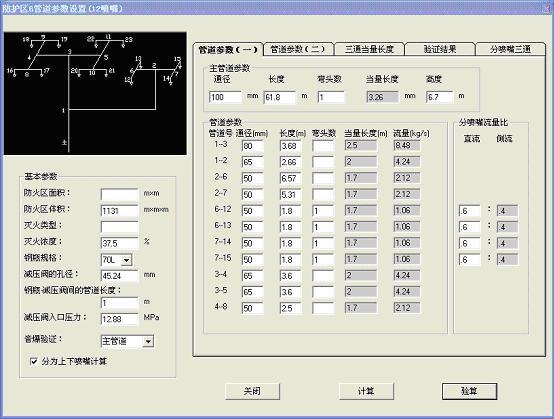 防护区6管道参数设置(12喷嘴)
18 9 19 22 11 23
3 13 15
16 17 20 21 6 2 7
8 4 5 10 12 14
1
主
管道参数(一) 管道参数(二) 三通当量长度 验证结果 分喷嘴三通
主管道参数
通径 长度 弯头数 当量长度 高度
100 mm 61.8 m 1 3.26 mm 6.7 m
管道参数
管道号 通径(mm) 长度(m) 弯头数 当量长度(m) 流量(kg/s)
1--3 80 3.68 2.5 8.48
1--2 65 2.66 2 4.24
2--6 50 6.57 1.7 2.12
2--7 50 5.31 1.7 2.12
6--12 50 1.8 1 1.7 1.06
6--13 50 1.8 1 1.7 1.06
7--14 50 1.8 1 1.7 1.06
7--15 50 1.8 1 1.7 1.06
3--4 65 3.6 2 4.24
3--5 65 3.6 2 4.24
4--8 50 2.5 1.7 2.12
分喷嘴流量比
直流 侧流
.6 : .4
.6 : .4
.6 : .4
.6 : .4
基本参数
防火区面积: m×m
防火区体积: 1131 m×m×m
灭火类型:
灭火浓度: 37.5 %
钢瓶规格: 70L
减压阀的孔径: 45.24 mm
钢瓶-减压阀间的管道长度:
1 m
减压阀入口压力: 12.88 MPa
音爆验证: 主管道
分为上下喷嘴计算
关闭 计算 验算